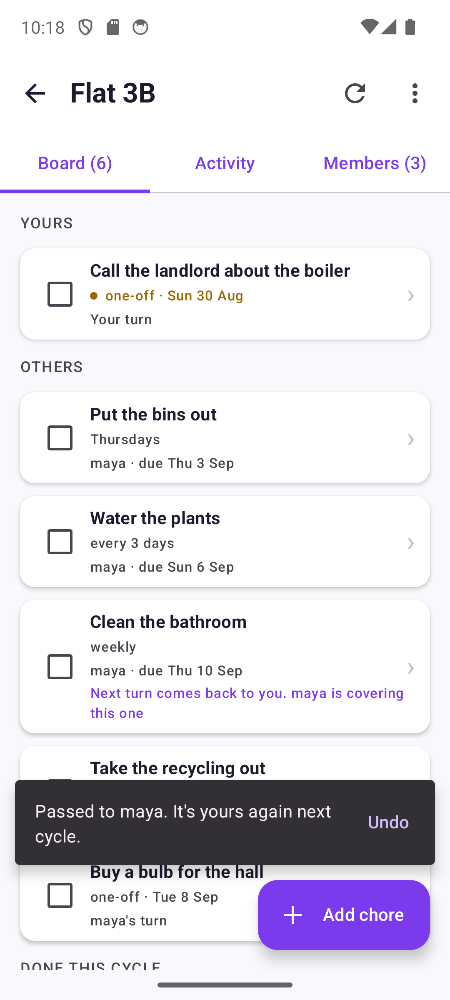 10:18
Flat 3B
Board (6)
Activity
Members (3)
YOURS
Call the landlord about the boiler
one-off · Sun 30 Aug
Your turn
OTHERS
Put the bins out
Thursdays
maya · due Thu 3 Sep
Water the plants
every 3 days
maya · due Sun 6 Sep
Clean the bathroom
weekly
maya · due Thu 10 Sep
Next turn comes back to you. maya is covering
this one
Take the recycling out
Passed to maya. It's yours again next
cycle.
Undo
Buy a bulb for the hall
one-off · Tue 8 Sep
maya's turn
Add chore
DONE THIS CYCLE